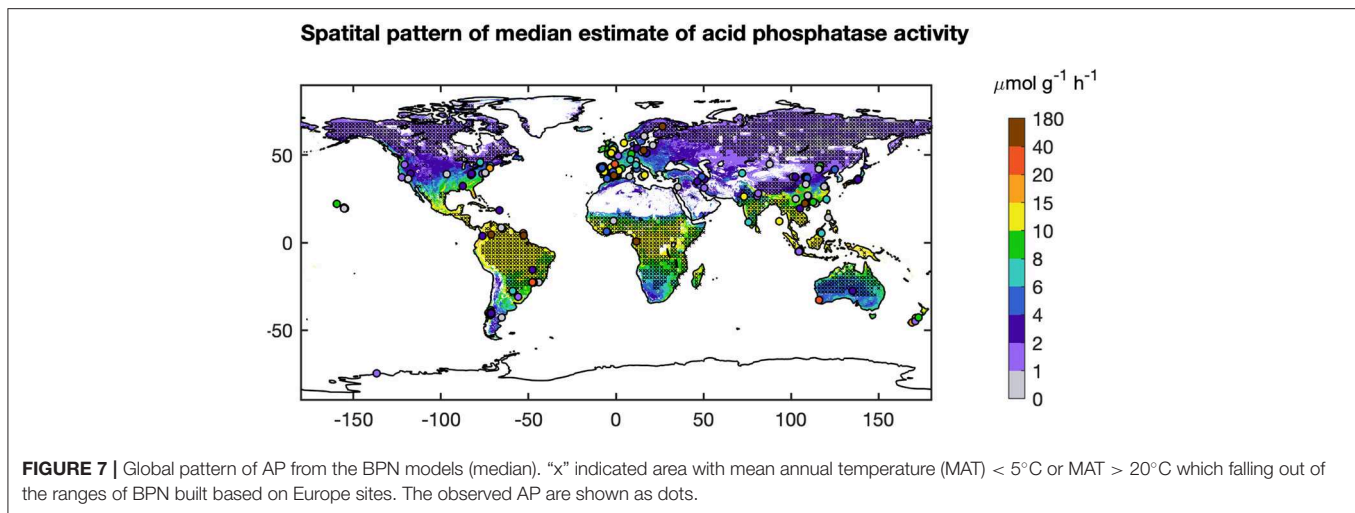 Spatital pattern of median estimate of acid phosphatase activity
μmol g⁻¹ h⁻¹
180
40
20
15
10
8
6
4
2
1
0
50
0
-50
-150 -100 -50 0 50 100 150
FIGURE 7 | Global pattern of AP from the BPN models (median). “x” indicated area with mean annual temperature (MAT) < 5°C or MAT > 20°C which falling out of
the ranges of BPN built based on Europe sites. The observed AP are shown as dots.